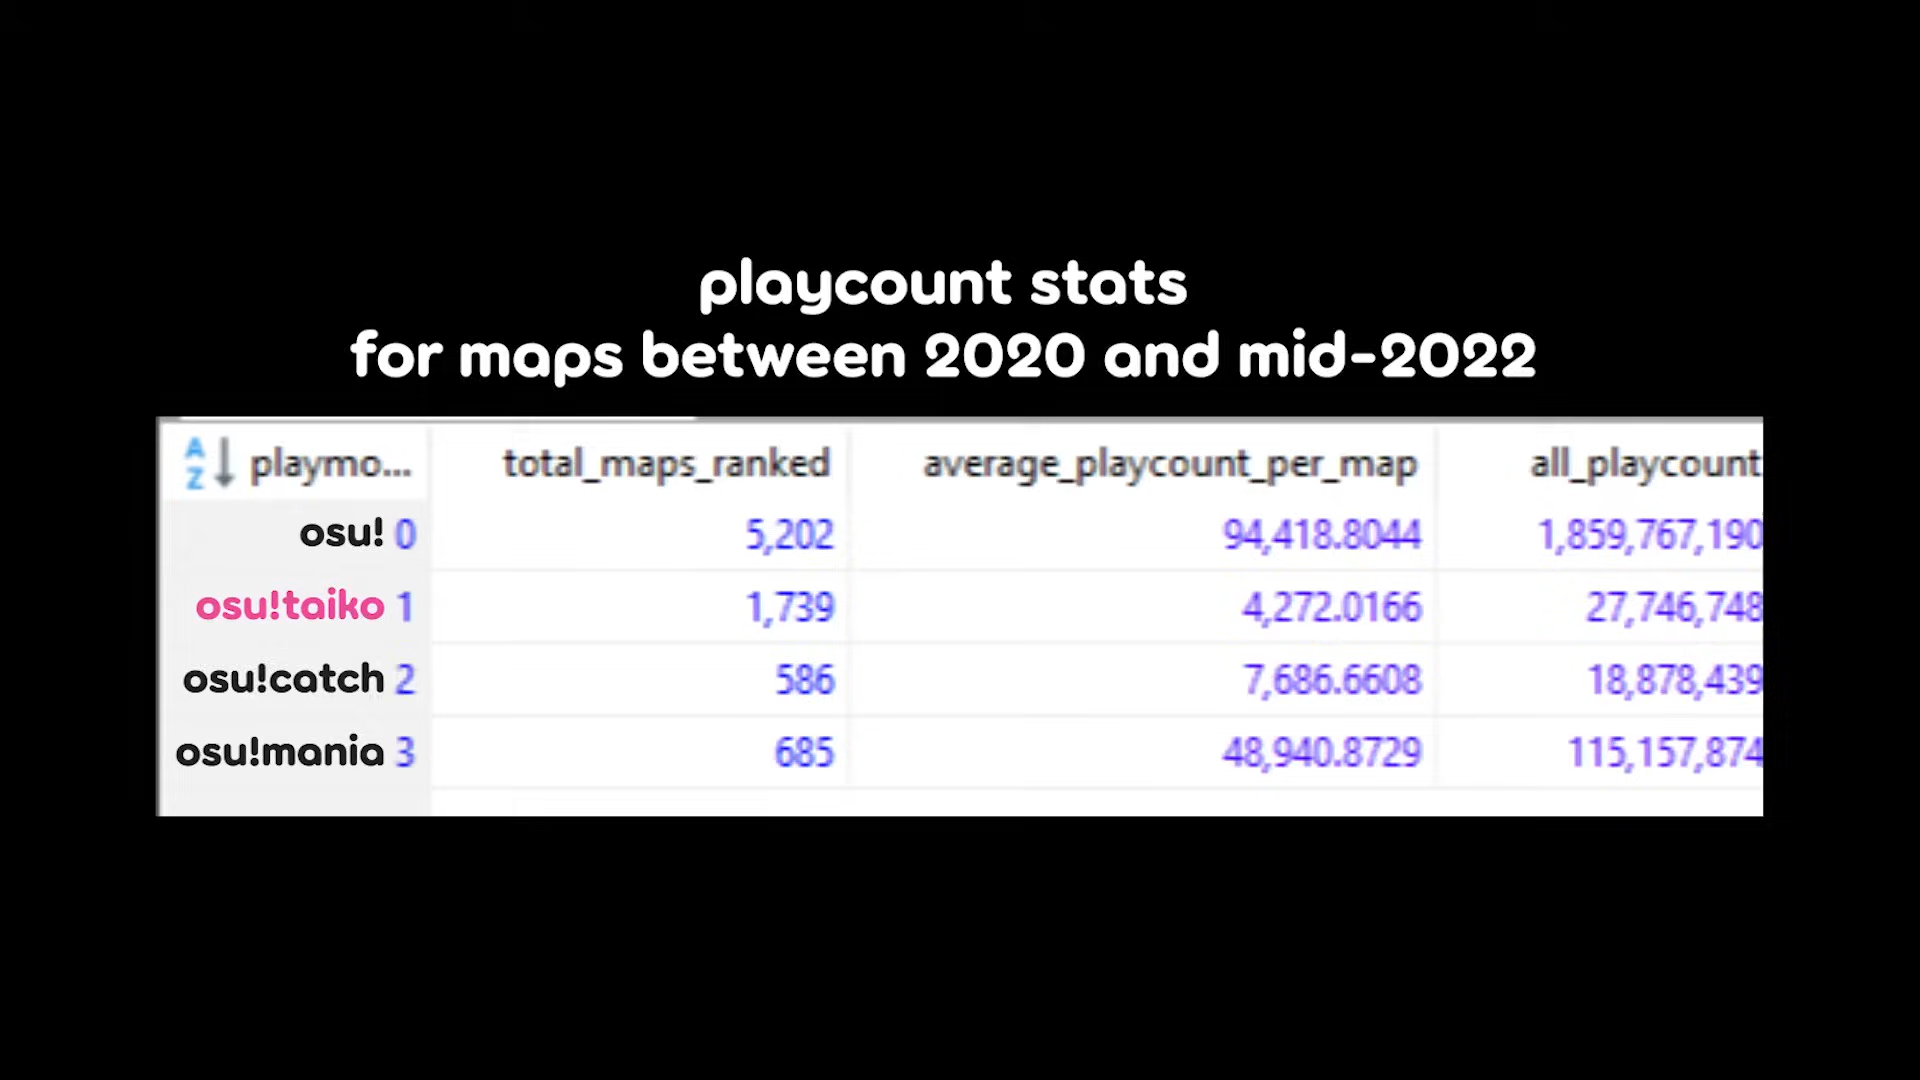 playcount stats
for maps between 2020 and mid-2022
A Z playmo... total_maps_ranked average_playcount_per_map all_playcount
osu! 0 5,202 94,418.8044 1,859,767,190
osu!taiko 1 1,739 4,272.0166 27,746,748
osu!catch 2 586 7,686.6608 18,878,439
osu!mania 3 685 48,940.8729 115,157,874